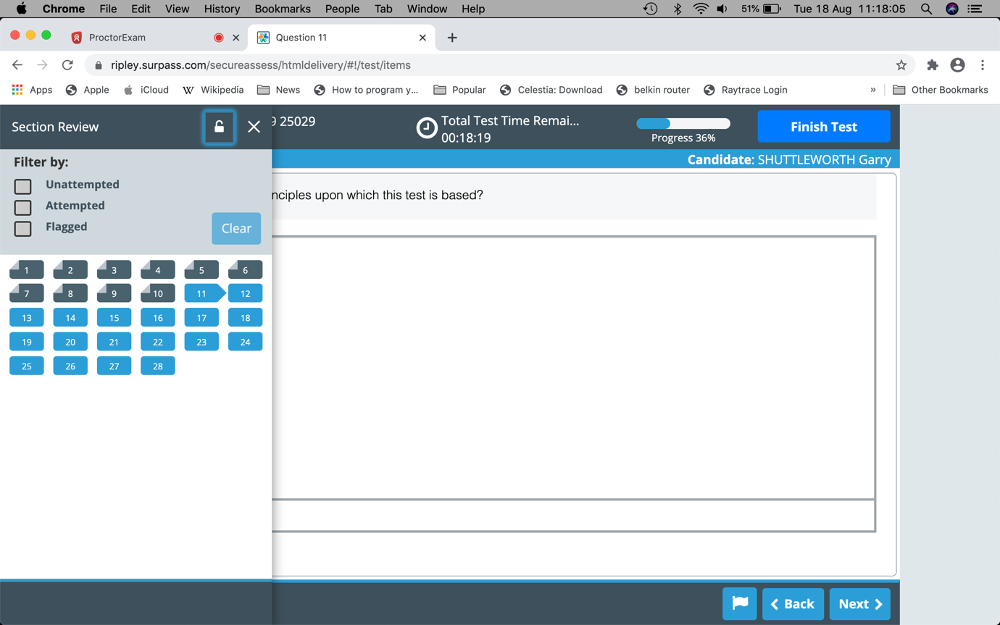 Chrome File Edit View History Bookmarks People Tab Window Help 51% Tue 18 Aug 11:18:05
ProctorExam Question 11
ripley.surpass.com/secureassess/htmldelivery/#!/test/items
Apps Apple iCloud W Wikipedia News How to program y... Popular Celestia: Download belkin router Raytrace Login » Other Bookmarks
Section Review
25029
Total Test Time Remai...
00:18:19
Progress 36%
Finish Test
Candidate: SHUTTLEWORTH Garry
Filter by:
Unattempted
Attempted
Flagged
Clear
nciples upon which this test is based?
1 2 3 4 5 6
7 8 9 10 11 12
13 14 15 16 17 18
19 20 21 22 23 24
25 26 27 28
Back Next